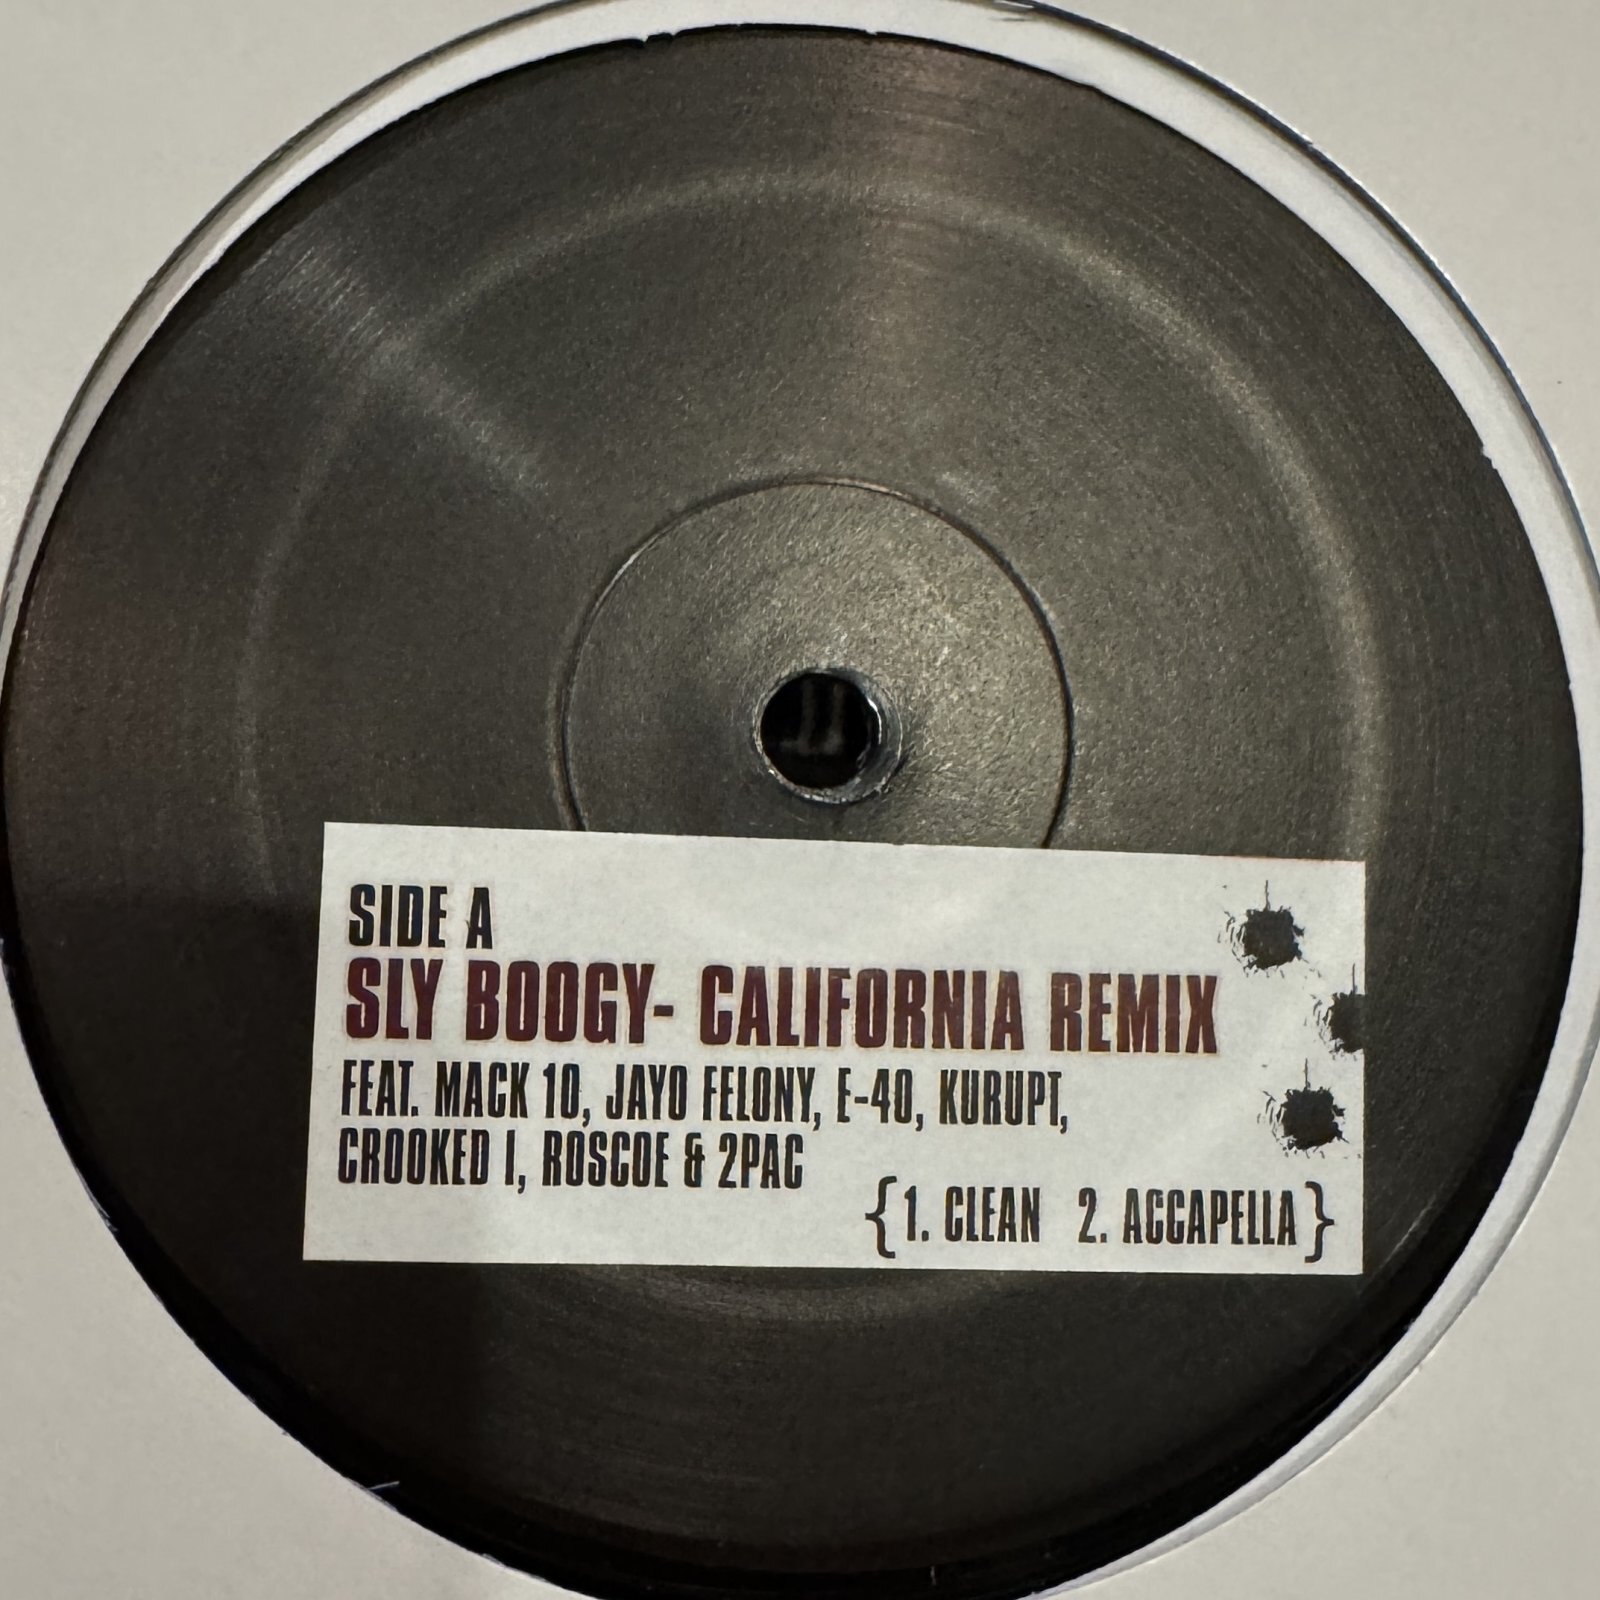 SIDE A
SLY BOOGY- CALIFORNIA REMIX
FEAT. MACK 10, JAYO FELONY, E-40, KURUPT,
CROOKED I, ROSCOE & 2PAC
{1. CLEAN 2. ACCAPELLA}